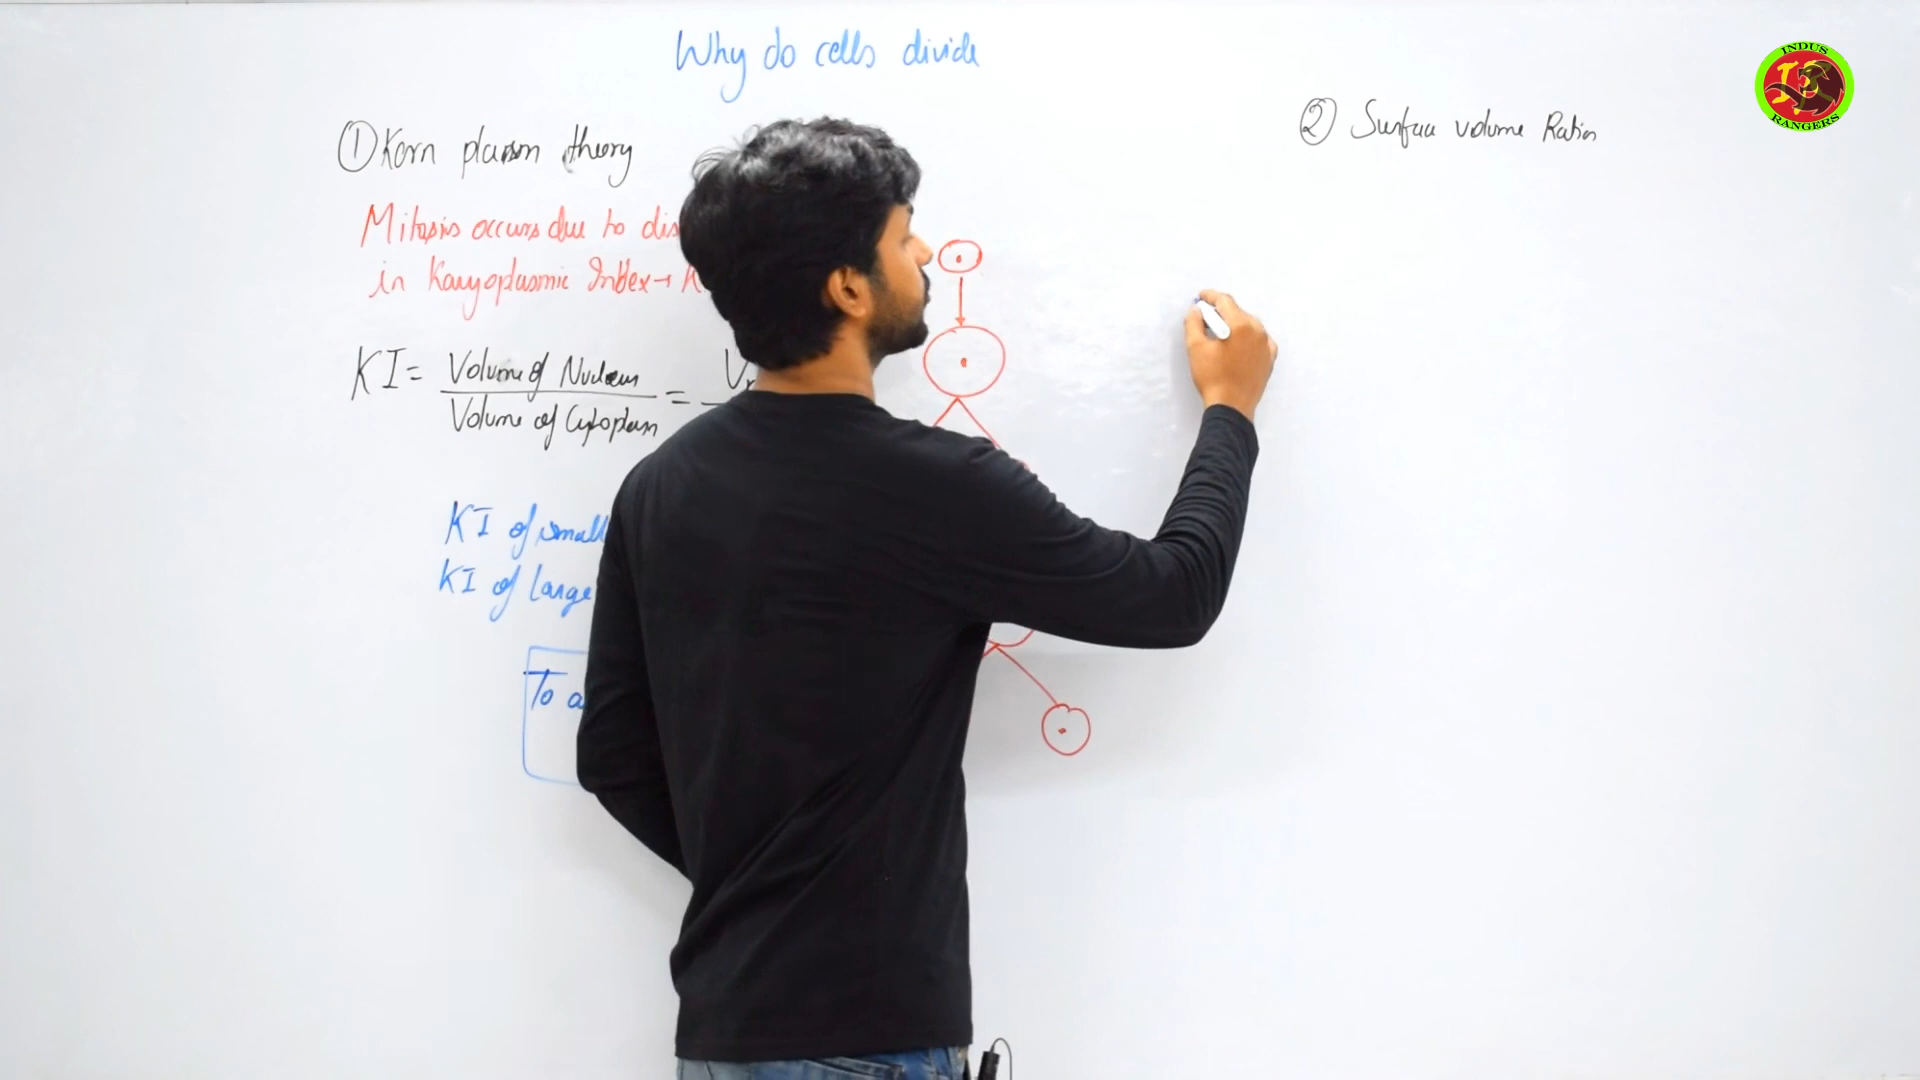 Why do cells divide
① Karn plasm theory
Mitosis occurs due to dis
in Karyoplasmic Index → K
KI = Volume of Nucleus / Volume of Cytoplasm = V
KI of small
KI of large
To a
② Surface volume Ratio
INDUS
IR
RANGERS